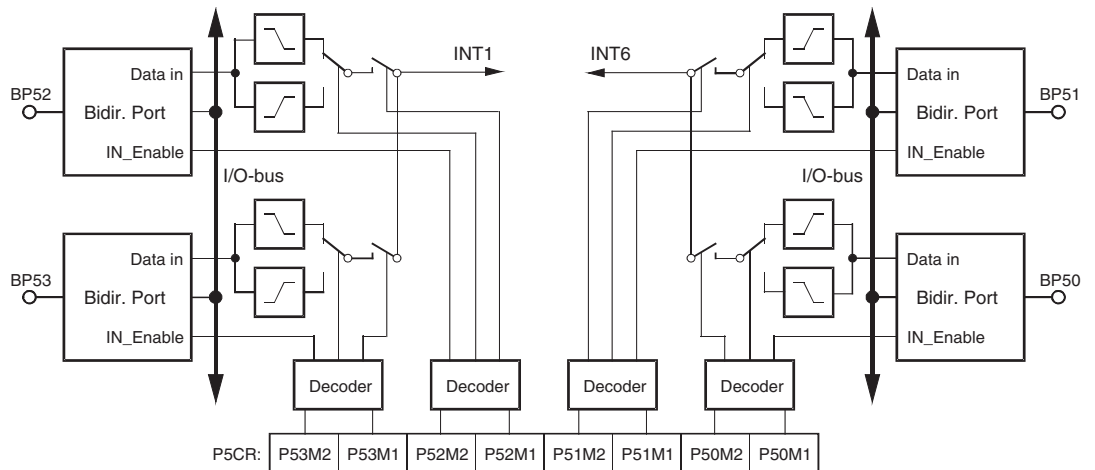 INT1
INT6
Data in
Data in
BP52
BP51
Bidir. Port
Bidir. Port
IN_Enable
IN_Enable
I/O-bus
I/O-bus
Data in
Data in
BP53
BP50
Bidir. Port
Bidir. Port
IN_Enable
IN_Enable
Decoder
Decoder
Decoder
Decoder
P5CR: P53M2 P53M1 P52M2 P52M1 P51M2 P51M1 P50M2 P50M1